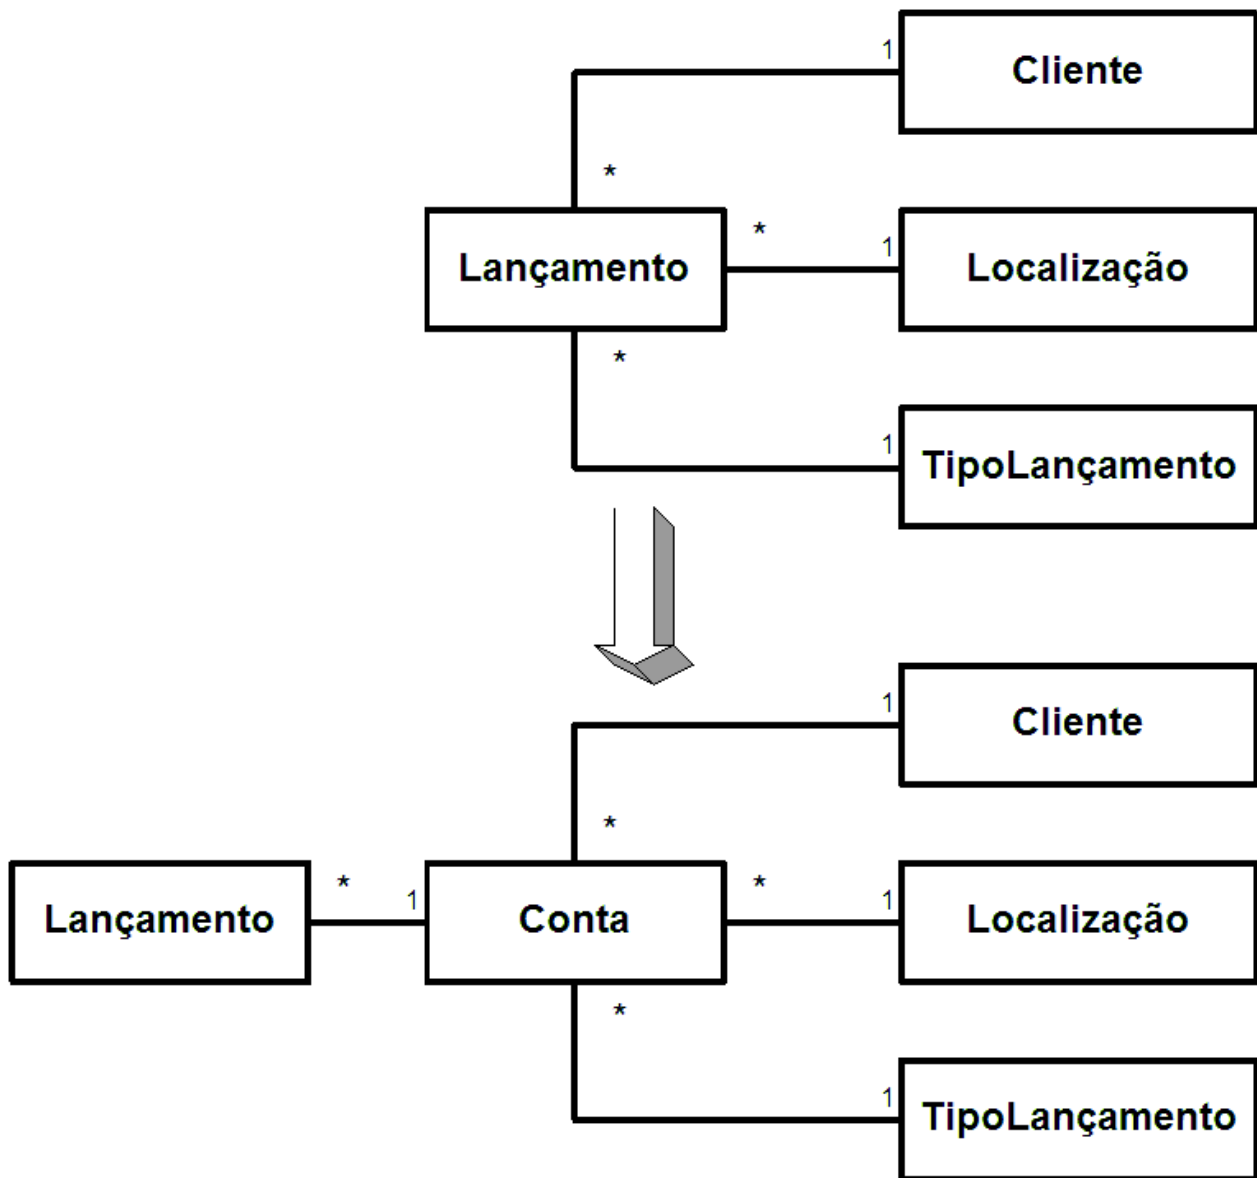 1
Cliente
*
Lançamento
*
1
Localização
*
1
TipoLançamento
1
Cliente
*
Lançamento
*
1
Conta
*
1
Localização
*
1
TipoLançamento